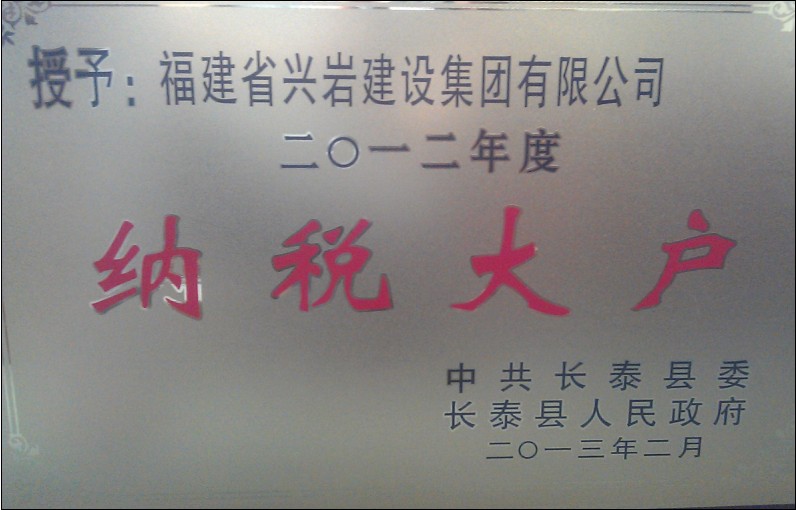 授予：福建省兴岩建设集团有限公司
二〇一二年度
纳税大户
中共长泰县委
长泰县人民政府
二〇一三年二月